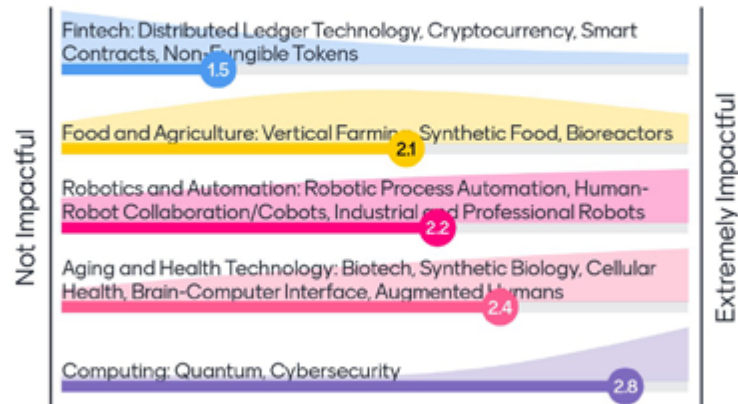 Fintech: Distributed Ledger Technology, Cryptocurrency, Smart
Contracts, Non-Fungible Tokens
1.5
Food and Agriculture: Vertical Farming, Synthetic Food, Bioreactors
2.1
Robotics and Automation: Robotic Process Automation, Human-
Robot Collaboration/Cobots, Industrial and Professional Robots
2.2
Aging and Health Technology: Biotech, Synthetic Biology, Cellular
Health, Brain-Computer Interface, Augmented Humans
2.4
Computing: Quantum, Cybersecurity
2.8
Not Impactful
Extremely Impactful